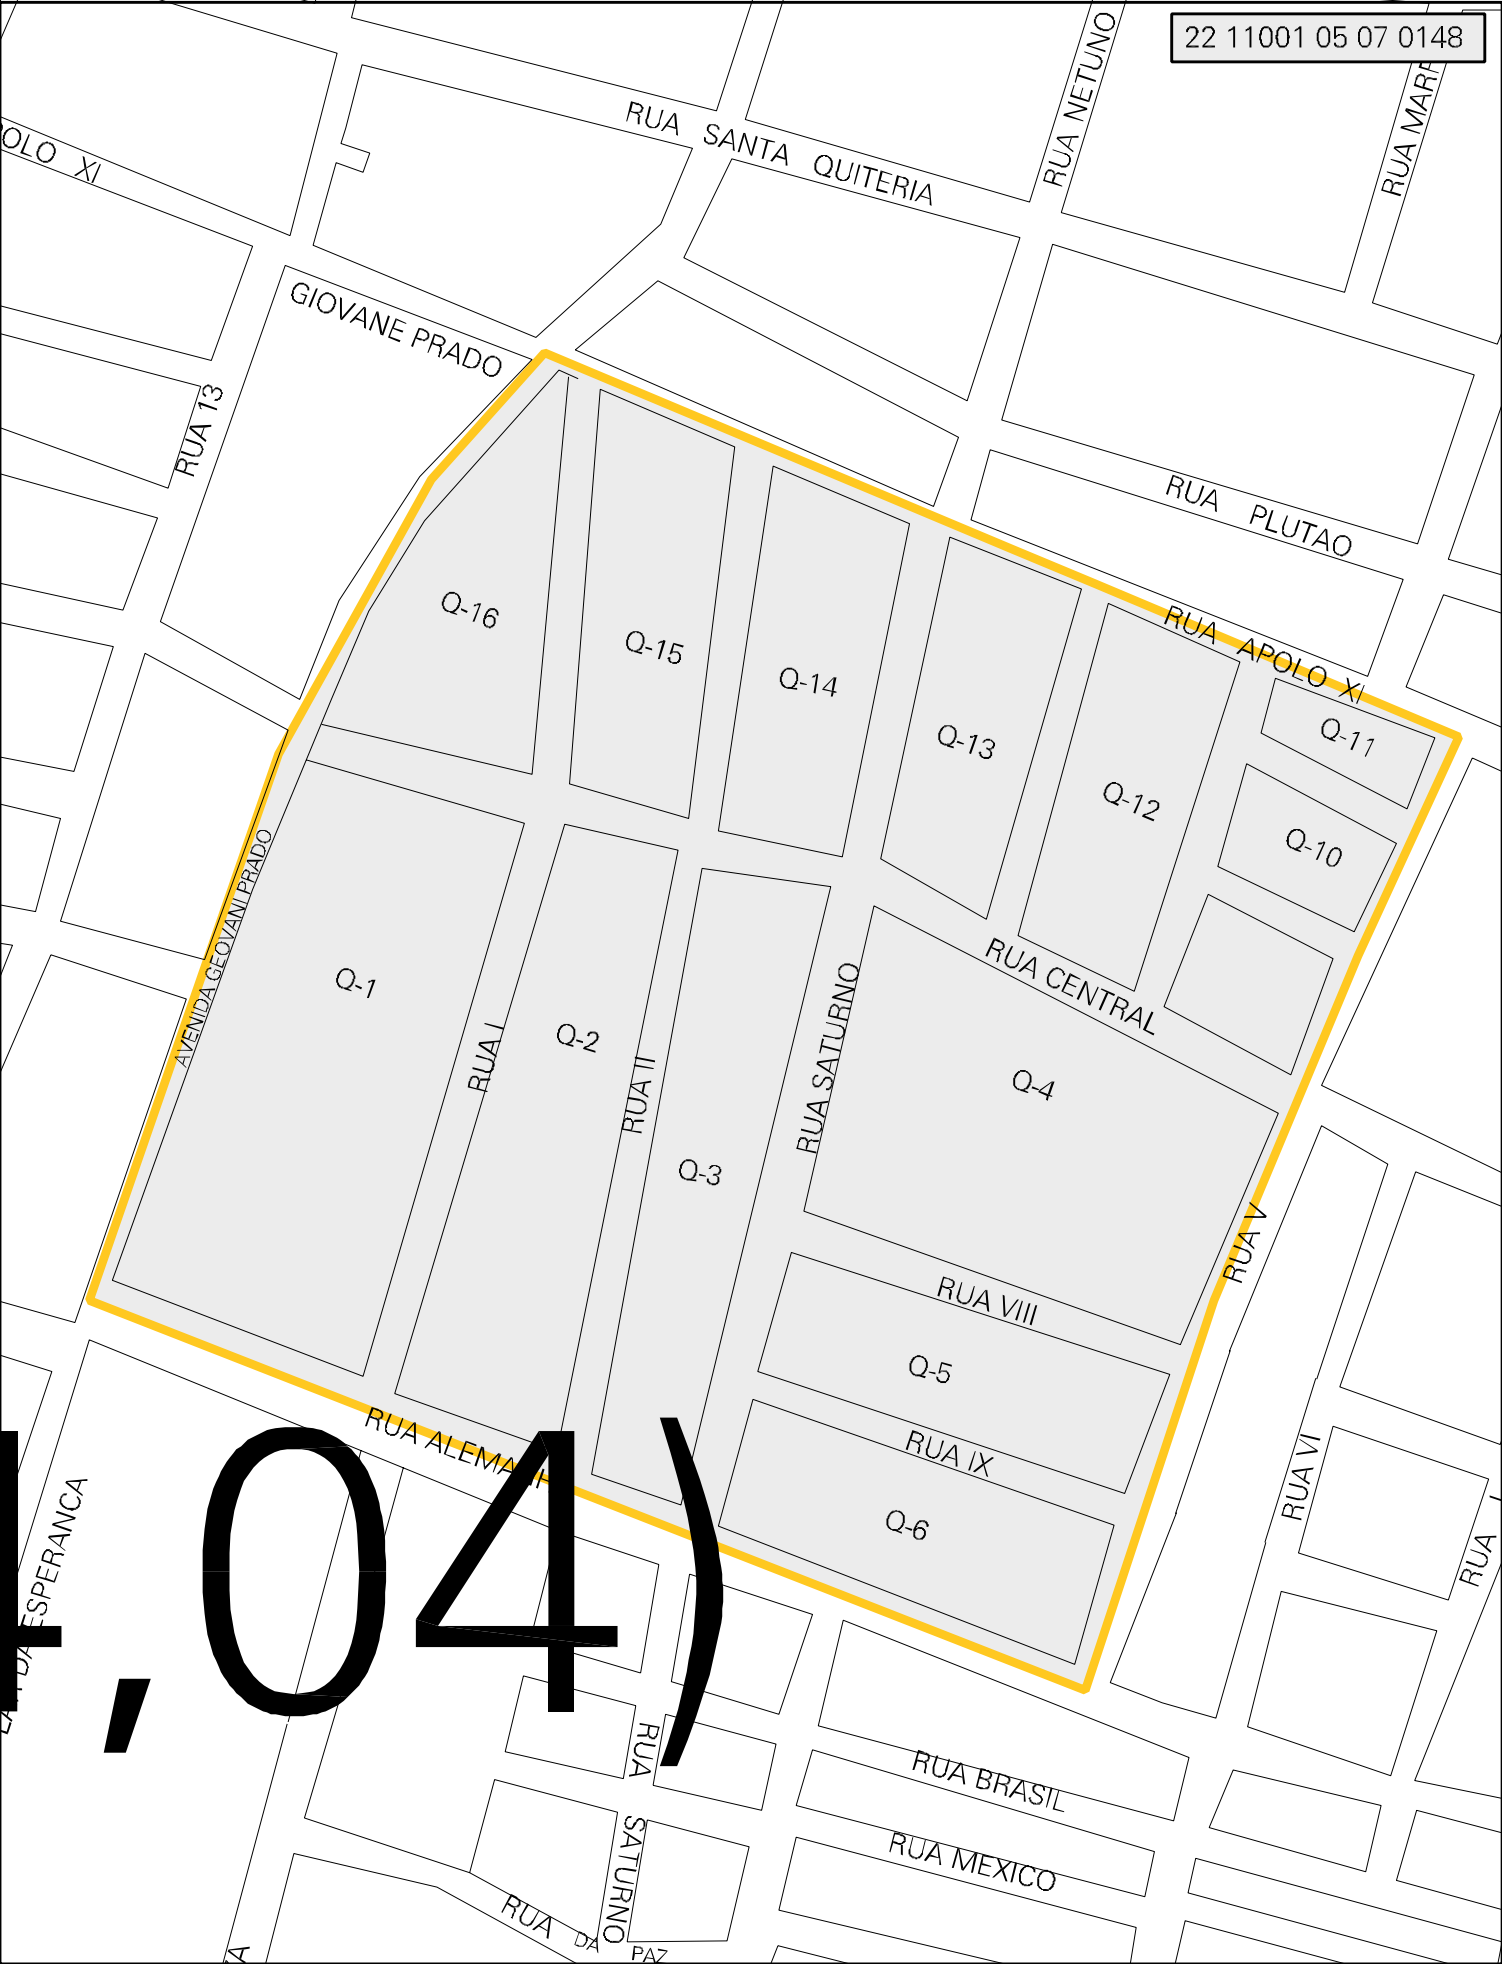 22 11001 05 07 0148
RUA NETUNO
RUA SANTA QUITERIA
OLO XI
GIOVANE PRADO
RUA 13
RUA PLUTAO
RUA APOLO XI
Q-16
Q-15
Q-14
Q-13
Q-12
Q-11
Q-10
AVENIDA GEOVANI PRADO
Q-1
RUA I
Q-2
RUA II
Q-3
RUA SATURNO
RUA CENTRAL
Q-4
RUA V
RUA VIII
Q-5
RUA IX
Q-6
RUA VI
RUA
RUA
4,04)
ESPERANCA
RUA SATURNO
RUA BRASIL
RUA MEXICO
RUA DA PAZ